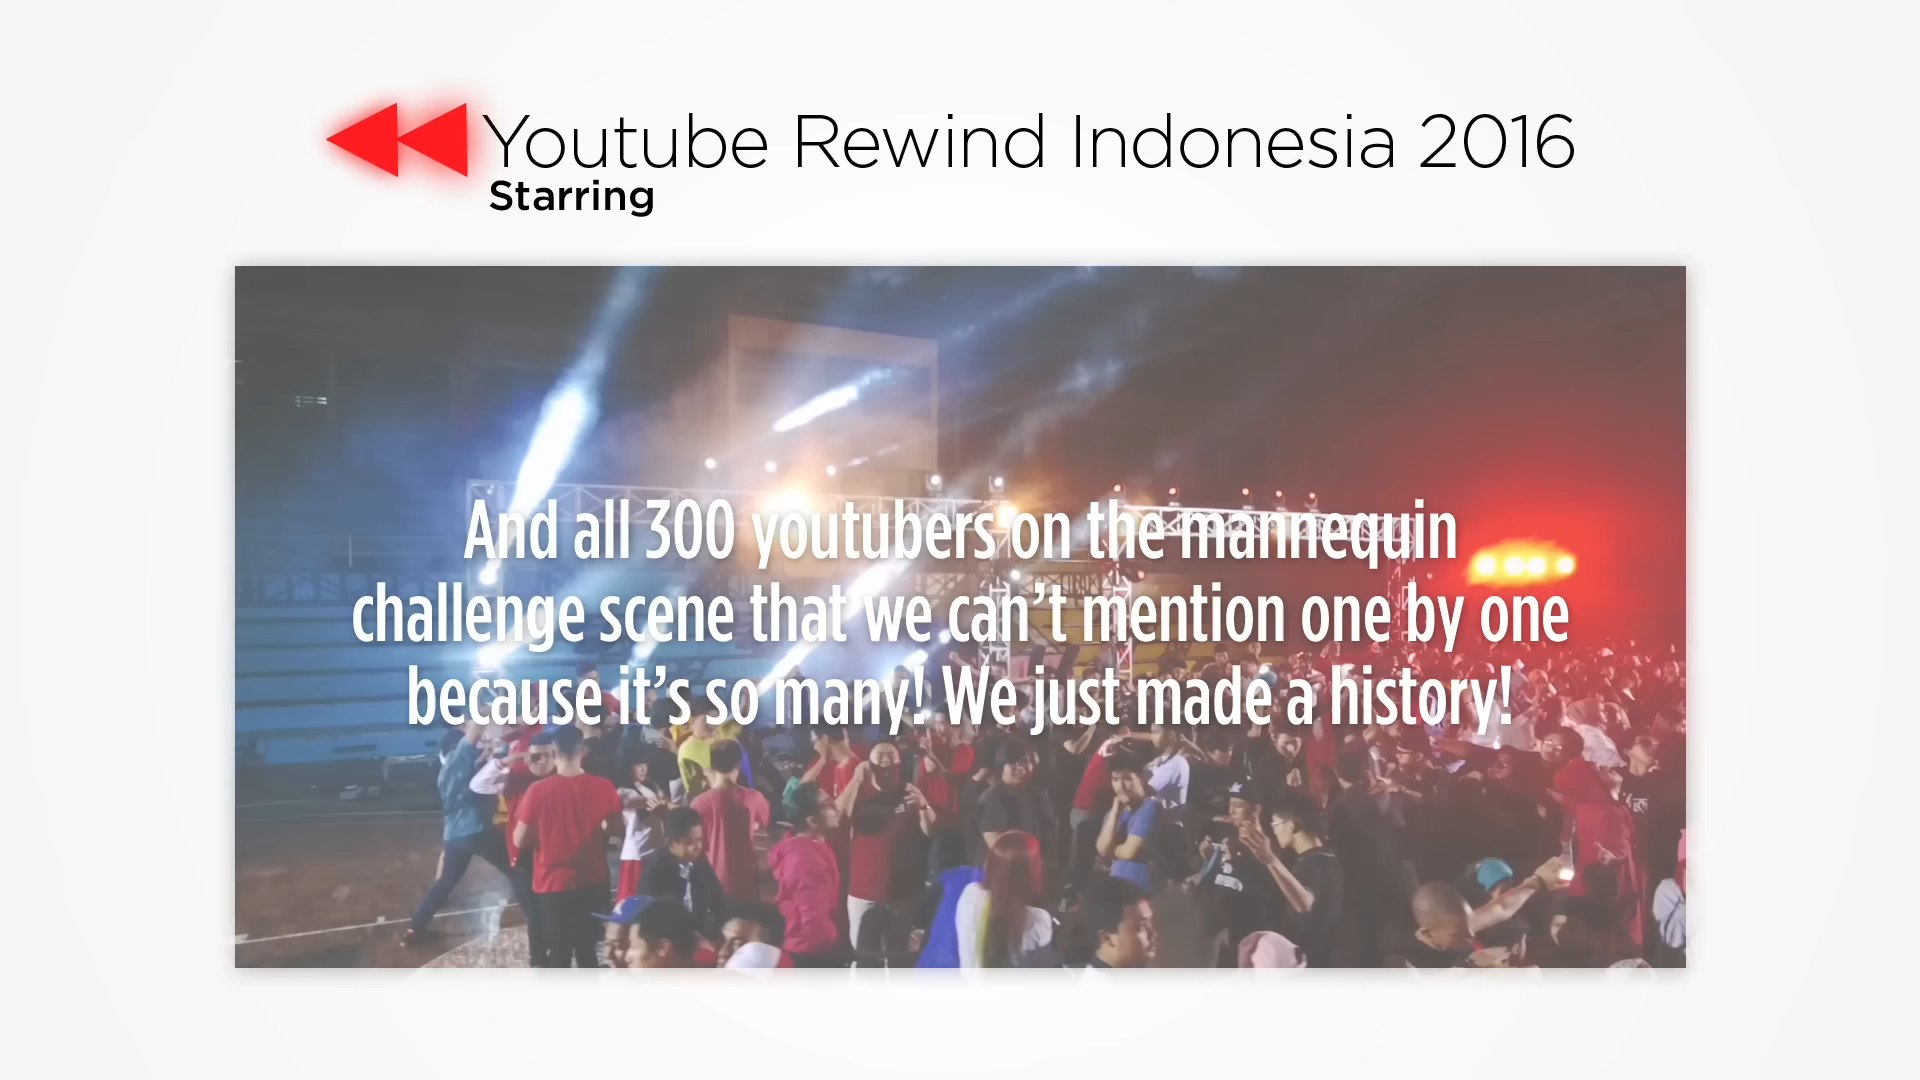 Youtube Rewind Indonesia 2016
Starring
And all 300 youtubers on the mannequin
challenge scene that we can't mention one by one
because it's so many! We just made a history!